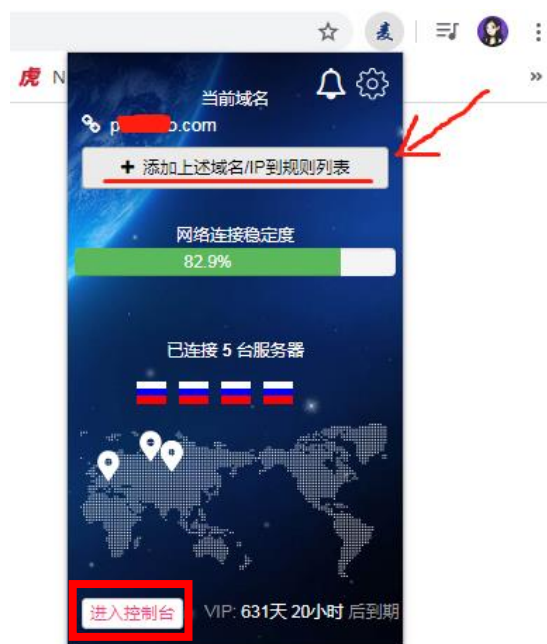 麦
虎 N
»
当前域名
p .com
+ 添加上述域名/IP到规则列表
网络连接稳定度
82.9%
已连接 5 台服务器
进入控制台 VIP: 631天 20小时 后到期